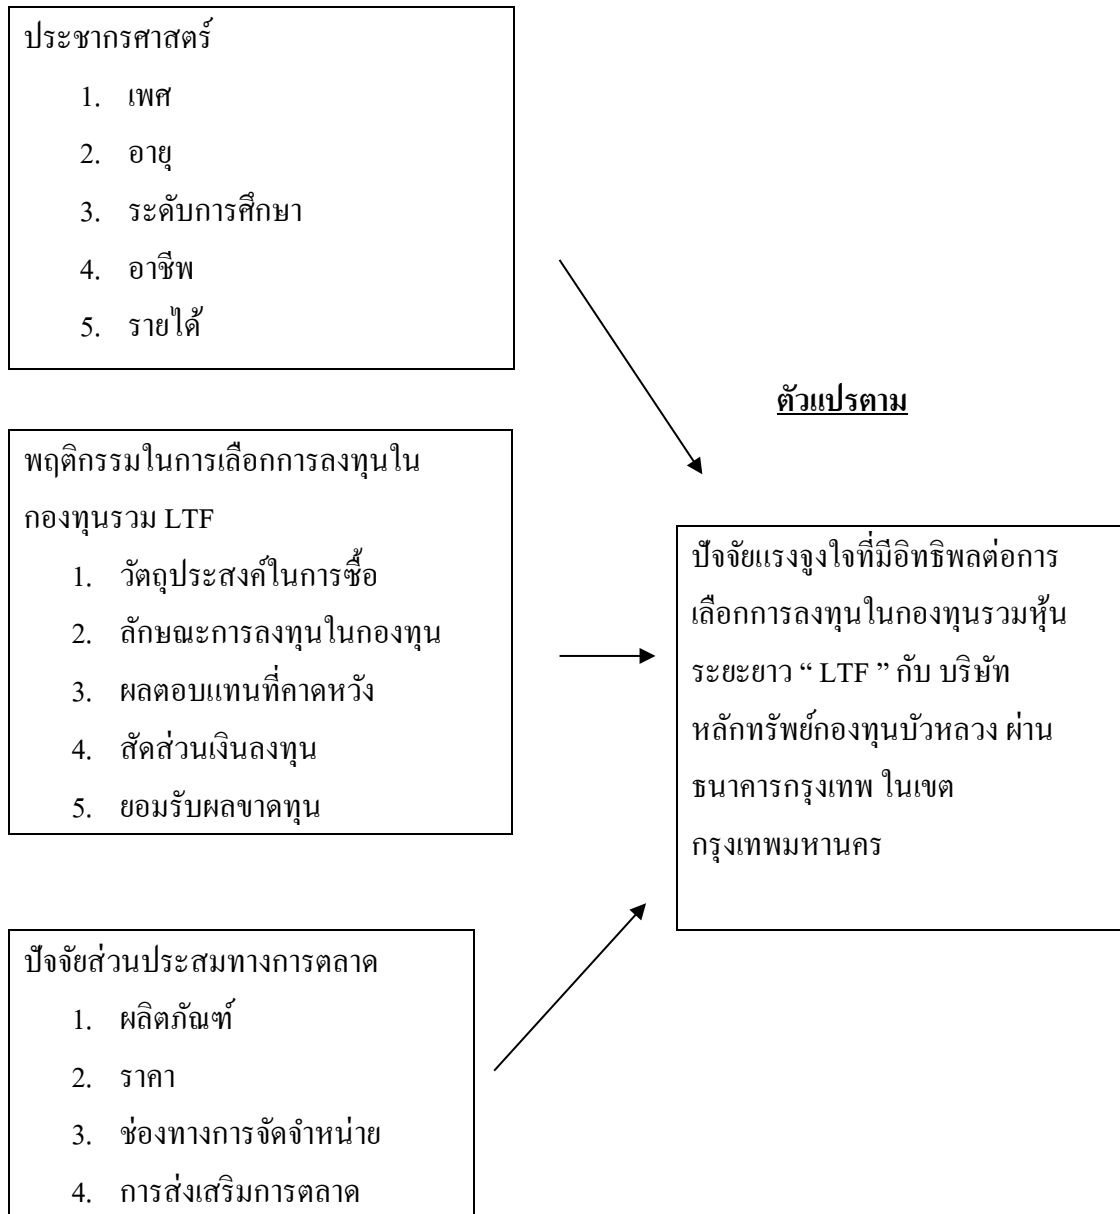 ประชากรศาสตร์
1. เพศ
2. อายุ
3. ระดับการศึกษา
4. อาชีพ
5. รายได้
พฤติกรรมในการเลือกการลงทุนใน
กองทุนรวม LTF
1. วัตถุประสงค์ในการซื้อ
2. ลักษณะการลงทุนในกองทุน
3. ผลตอบแทนที่คาดหวัง
4. สัดส่วนเงินลงทุน
5. ยอมรับผลขาดทุน
ปัจจัยส่วนประสมทางการตลาด
1. ผลิตภัณฑ์
2. ราคา
3. ช่องทางการจัดจำหน่าย
4. การส่งเสริมการตลาด
ตัวแปรตาม
ปัจจัยแรงจูงใจที่มีอิทธิพลต่อการ
เลือกการลงทุนในกองทุนรวมหุ้น
ระยะยาว “ LTF ” กับ บริษัท
หลักทรัพย์กองทุนบัวหลวง ผ่าน
ธนาคารกรุงเทพ ในเขต
กรุงเทพมหานคร